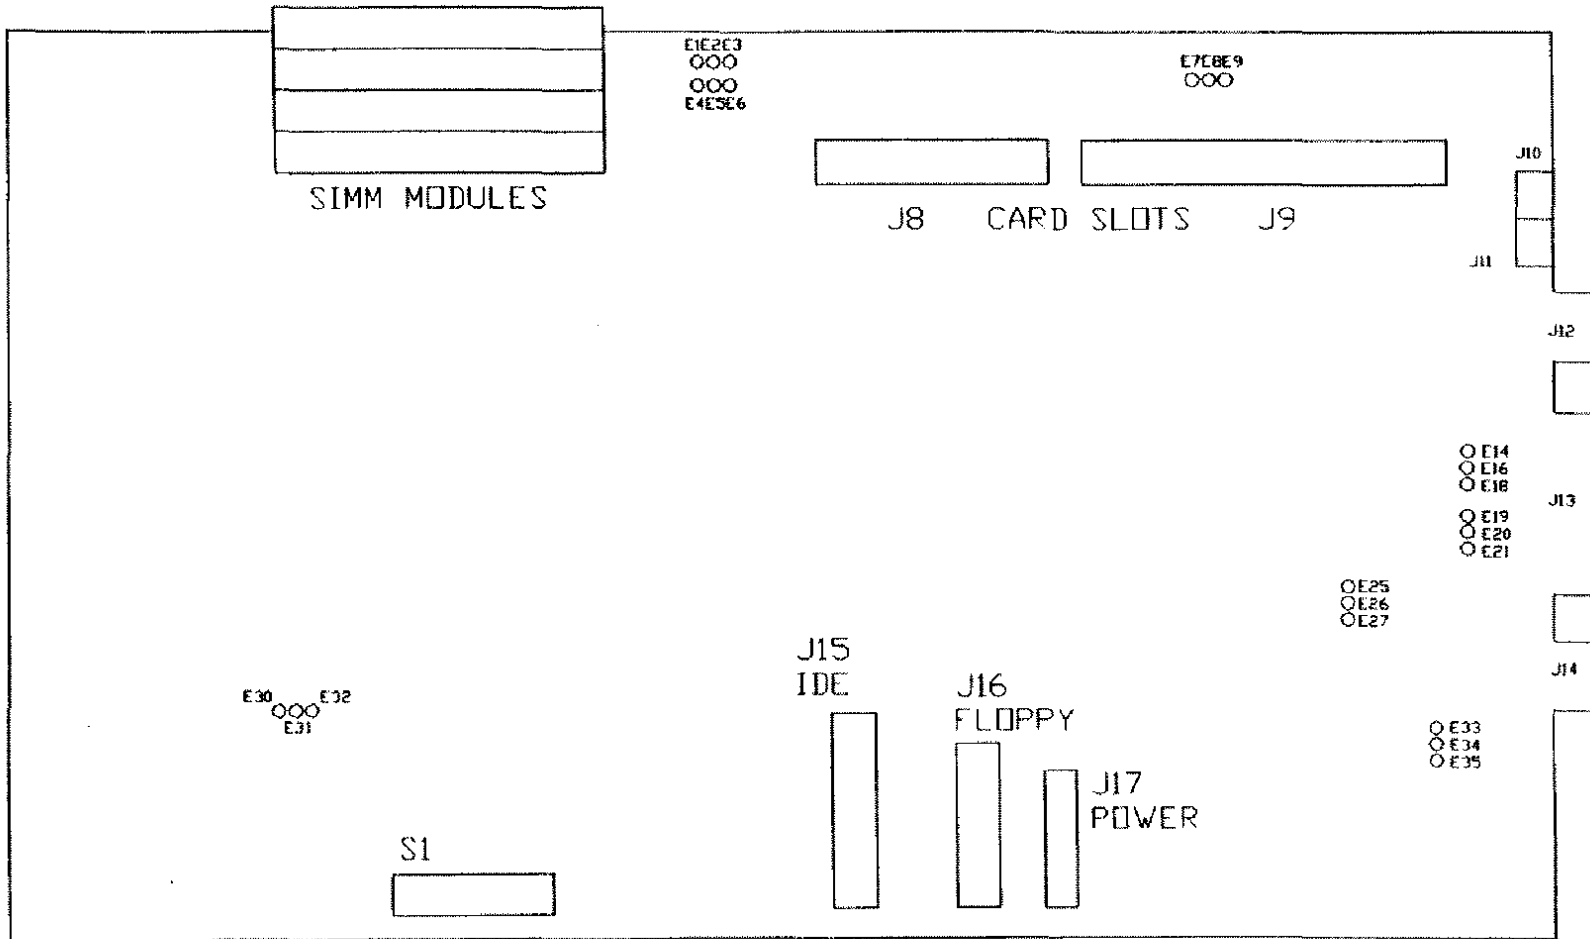 E1E2E3
E4E5E6
E7E8E9
SIMM MODULES
J8 CARD SLOTS J9
J10
J11
J12
E14
E16
E18
J13
E19
E20
E21
E25
E26
E27
J15
IDE
J14
E30 E32
E31
J16
FLOPPY
E33
E34
E35
J17
POWER
S1